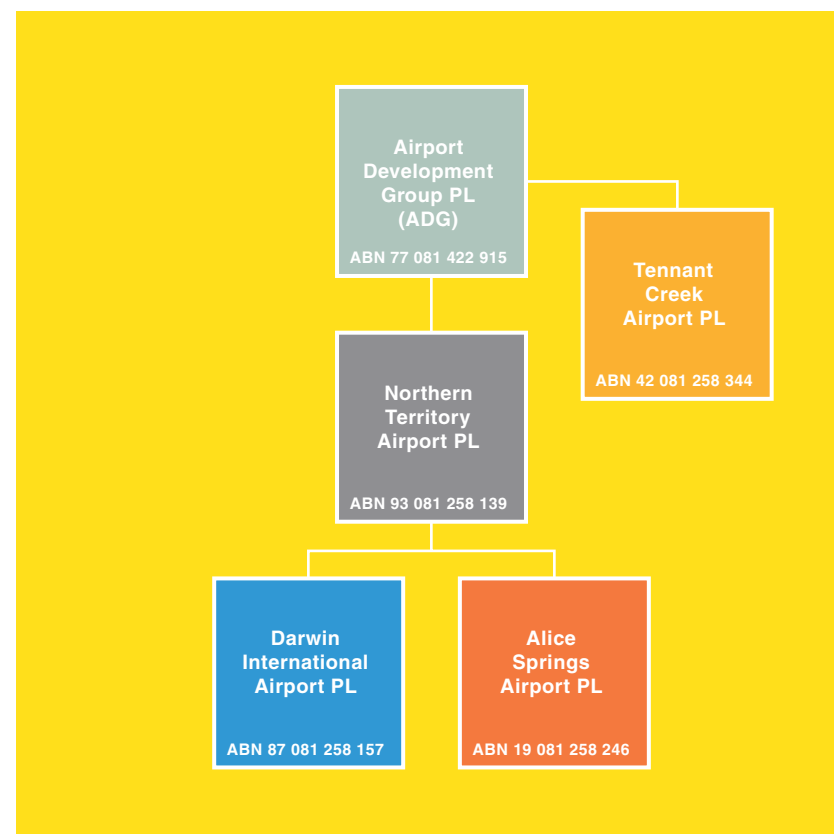 Airport
Development
Group PL
(ADG)
ABN 77 081 422 915
Tennant
Creek
Airport PL
ABN 42 081 258 344
Northern
Territory
Airport PL
ABN 93 081 258 139
Darwin
International
Airport PL
ABN 87 081 258 157
Alice
Springs
Airport PL
ABN 19 081 258 246